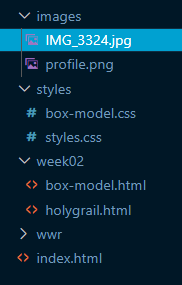 images
IMG_3324.jpg
profile.png
styles
# box-model.css
# styles.css
week02
<> box-model.html
<> holygrail.html
wwr
<> index.html